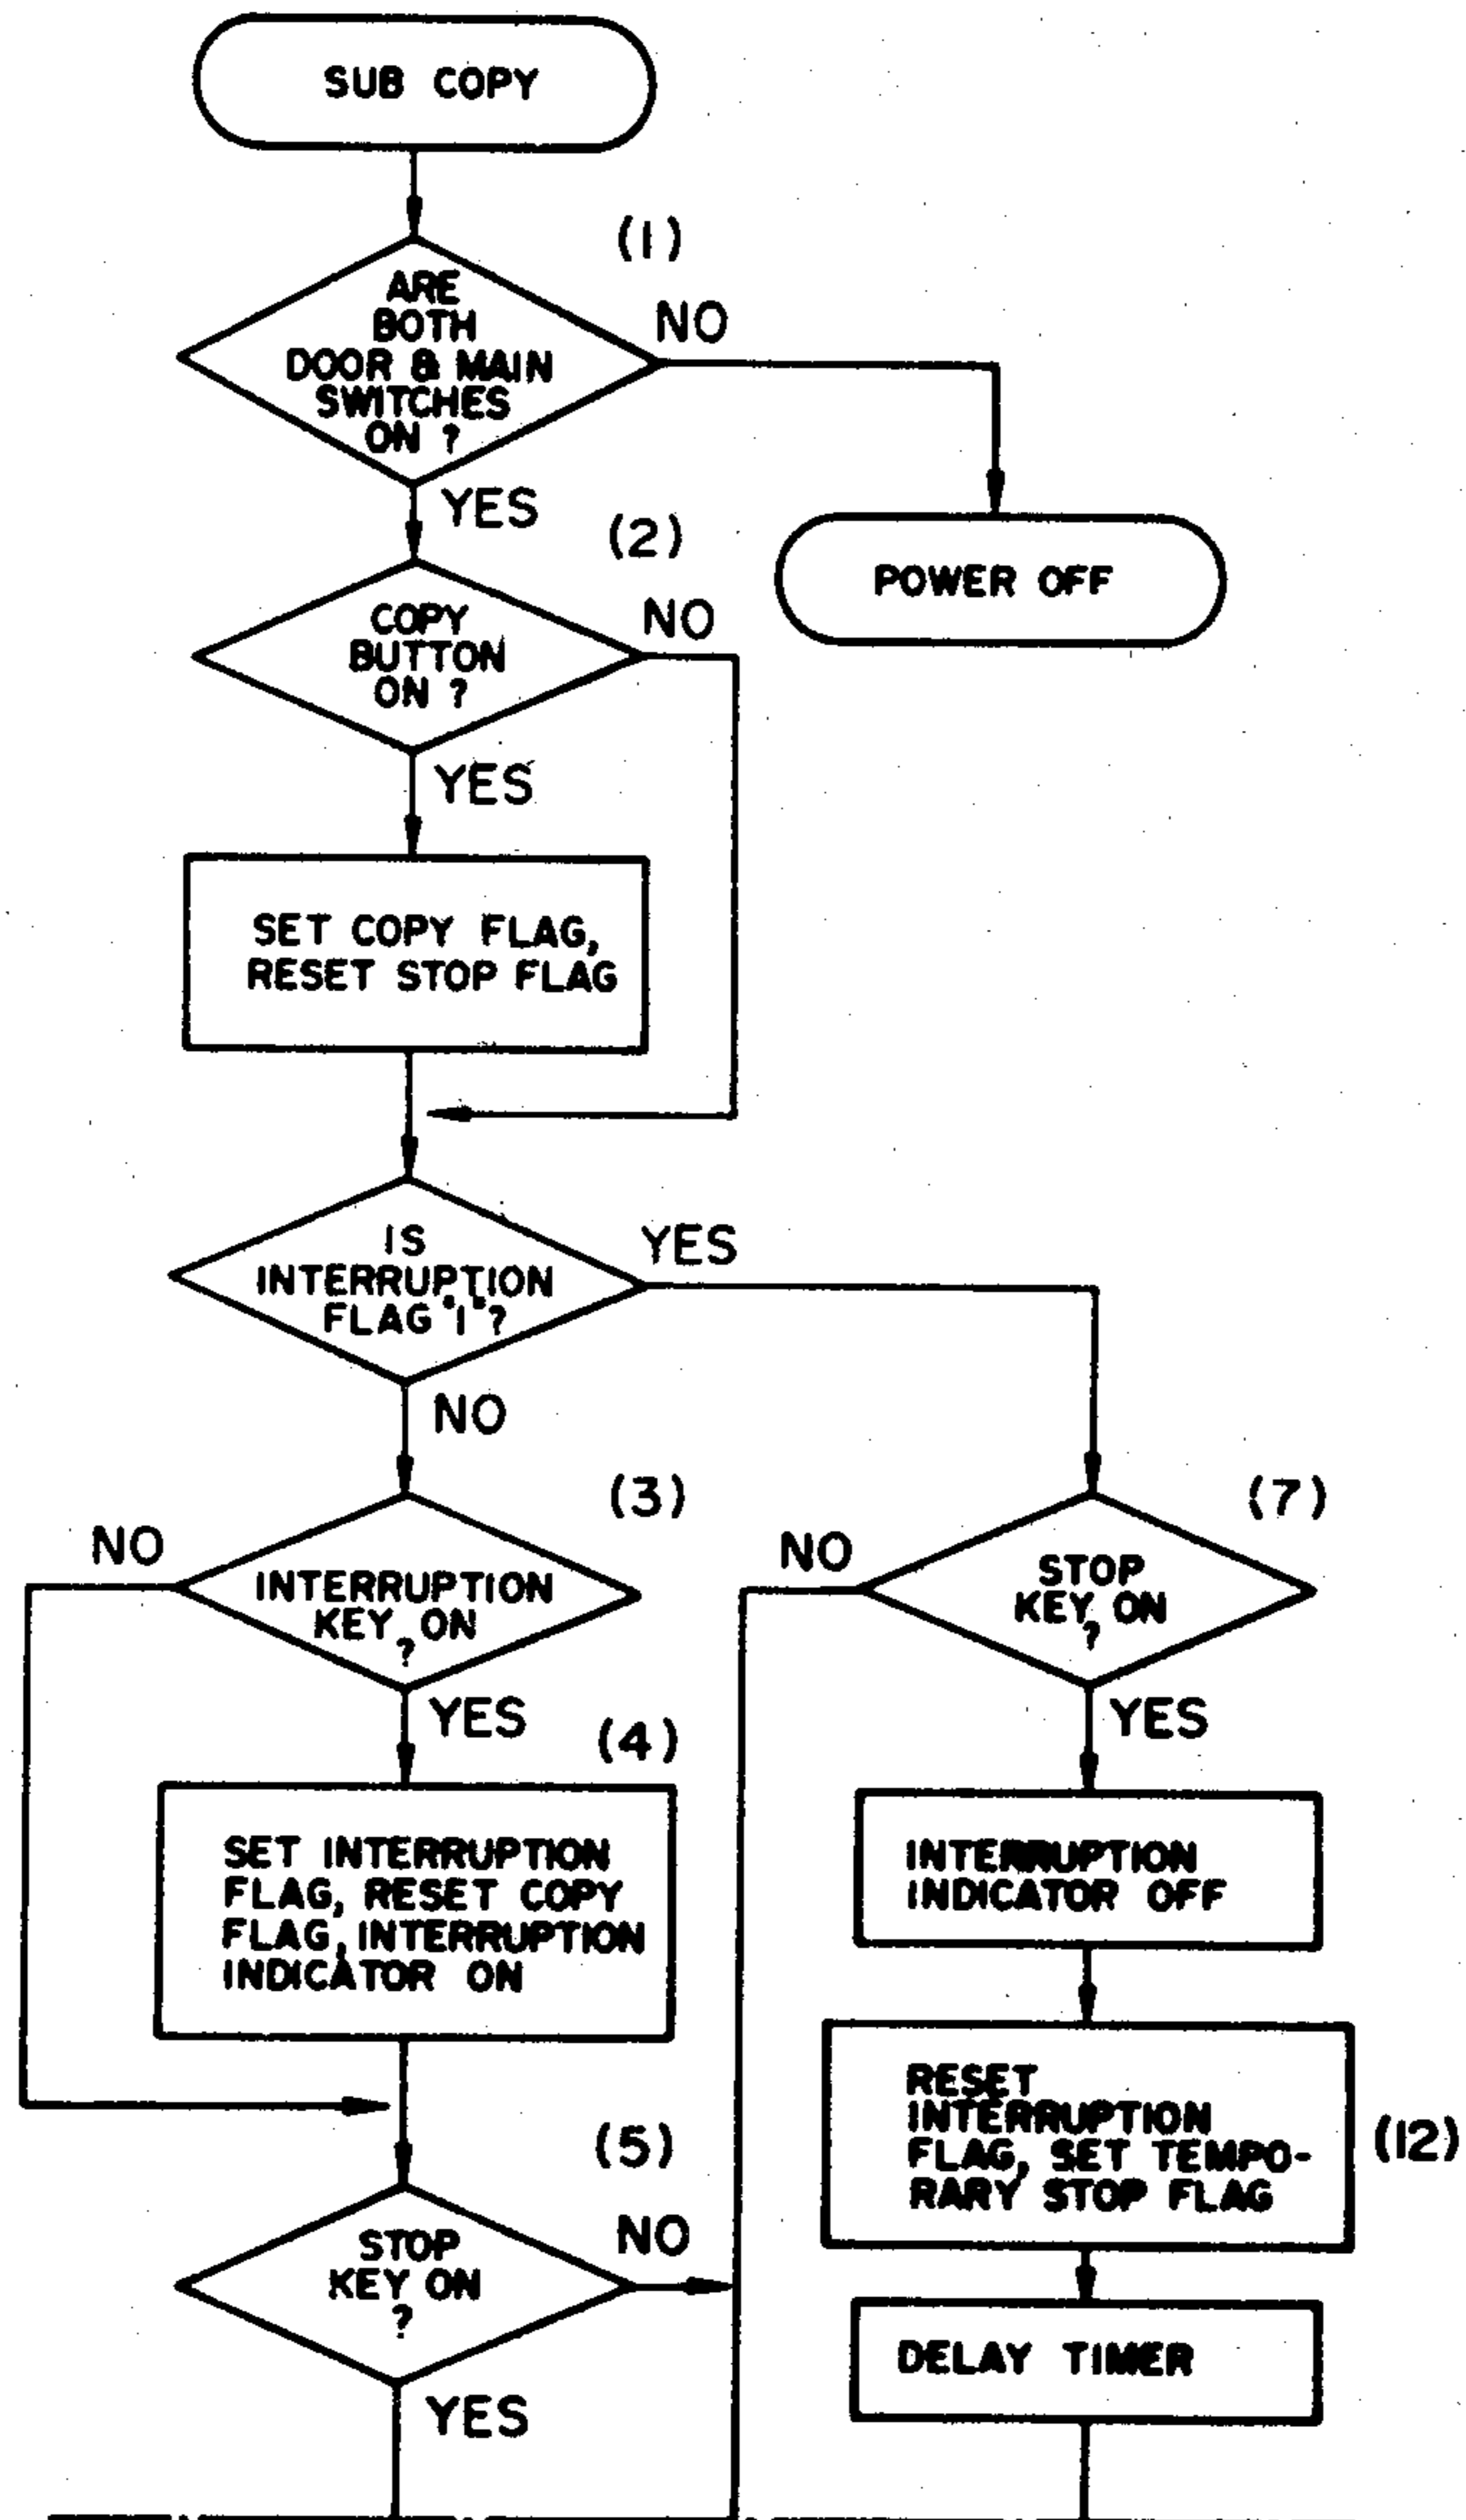 SUB COPY
(1)
ARE
BOTH
DOOR & MAIN
SWITCHES
ON ?
NO
YES
POWER OFF
(2)
COPY
BUTTON
ON ?
NO
YES
SET COPY FLAG,
RESET STOP FLAG
IS
INTERRUPTION
FLAG "1"?
YES
NO
(3)
NO
INTERRUPTION
KEY ON
?
YES
(4)
SET INTERRUPTION
FLAG, RESET COPY
FLAG, INTERRUPTION
INDICATOR ON
(5)
STOP
KEY ON
?
NO
YES
(7)
NO
STOP
KEY ON
?
YES
INTERRUPTION
INDICATOR OFF
RESET
INTERRUPTION
FLAG, SET TEMPO-
RARY STOP FLAG
(12)
DELAY TIMER